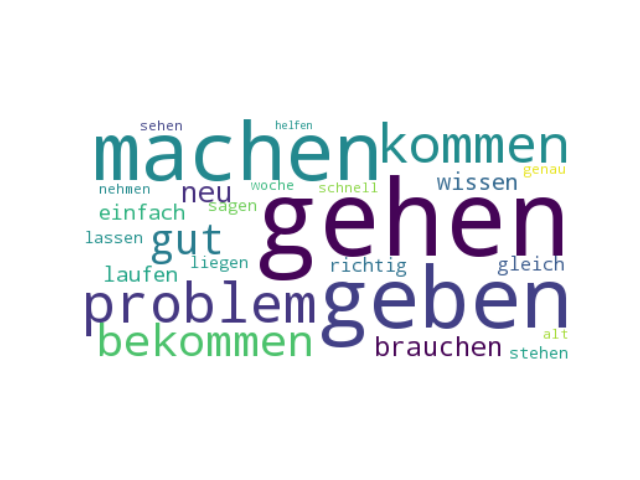 sehen
helfen
machen
kommen
genau
nehmen
neu
woche
schnell
wissen
einfach
sagen
gehen
lassen
gut
laufen
liegen
richtig
gleich
problem
geben
bekommen
brauchen
alt
stehen